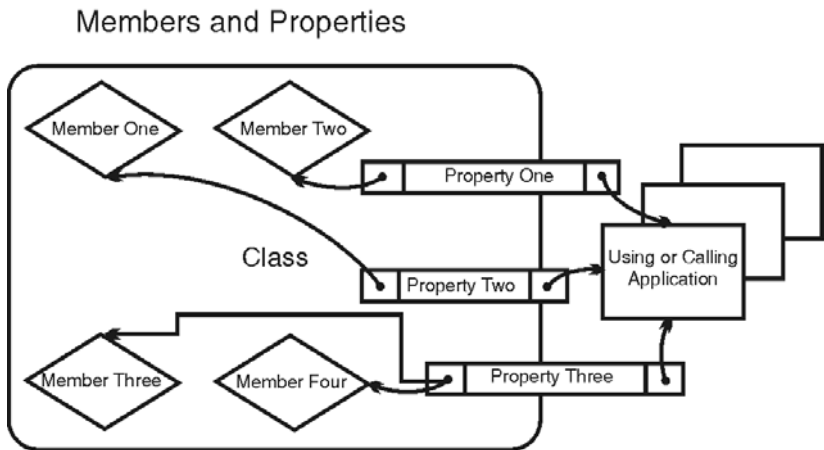 Members and Properties
Member One
Member Two
Property One
Class
Property Two
Using or Calling
Application
Member Three
Member Four
Property Three